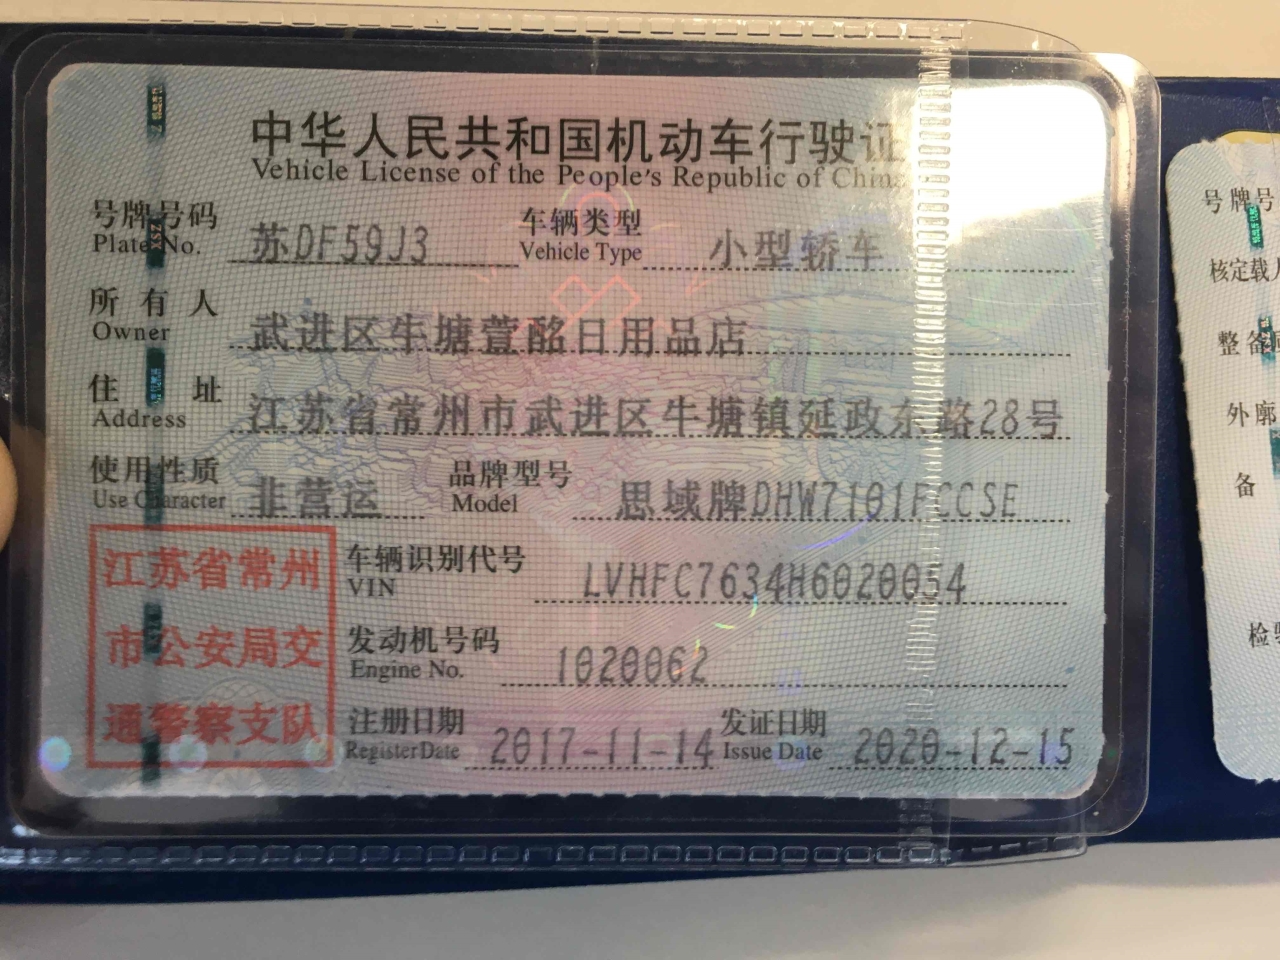 中华人民共和国机动车行驶证
Vehicle License of the People's Republic of China
号牌号码 苏DF59J3 车辆类型 小型轿车
Plate No. Vehicle Type
所有人 武进区牛塘萱酩日用品店
Owner
住址 江苏省常州市武进区牛塘镇延政东路28号
Address
使用性质 非营运 品牌型号 思域牌DHW7101FCCSE
Use Character Model
江苏省常州
市公安局交
通警察支队
车辆识别代号 LVHFC7634H6020054
VIN
发动机号码 1020062
Engine No.
注册日期 2017-11-14 发证日期 2020-12-15
Register Date Issue Date
号牌号
核定载人
整备
外廓
备
检验